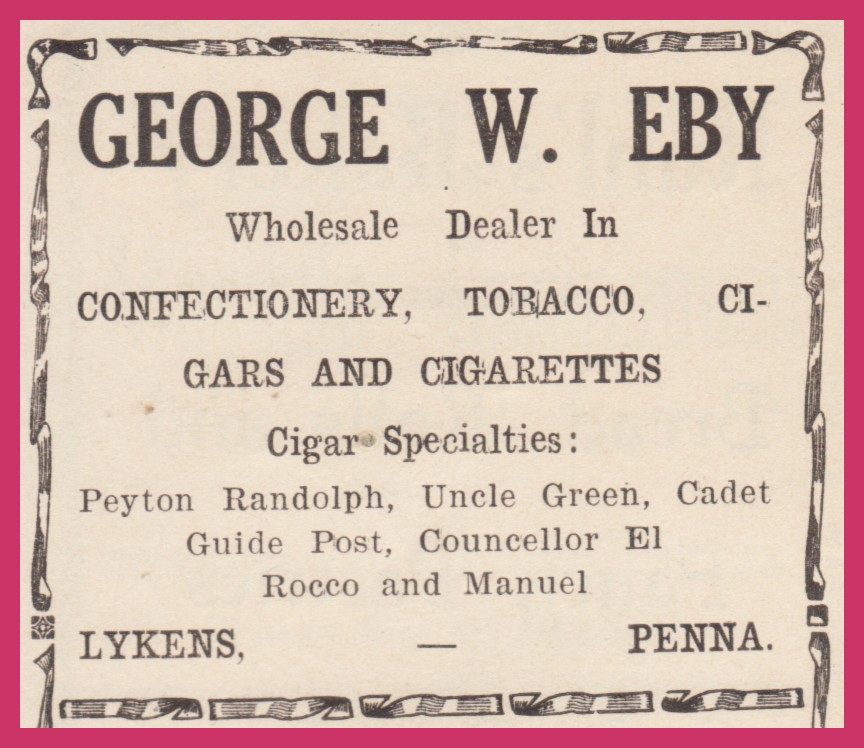 GEORGE W. EBY
Wholesale Dealer In
CONFECTIONERY, TOBACCO, CI-
GARS AND CIGARETTES
Cigar Specialties:
Peyton Randolph, Uncle Green, Cadet
Guide Post, Councellor El
Rocco and Manuel
LYKENS, — PENNA.